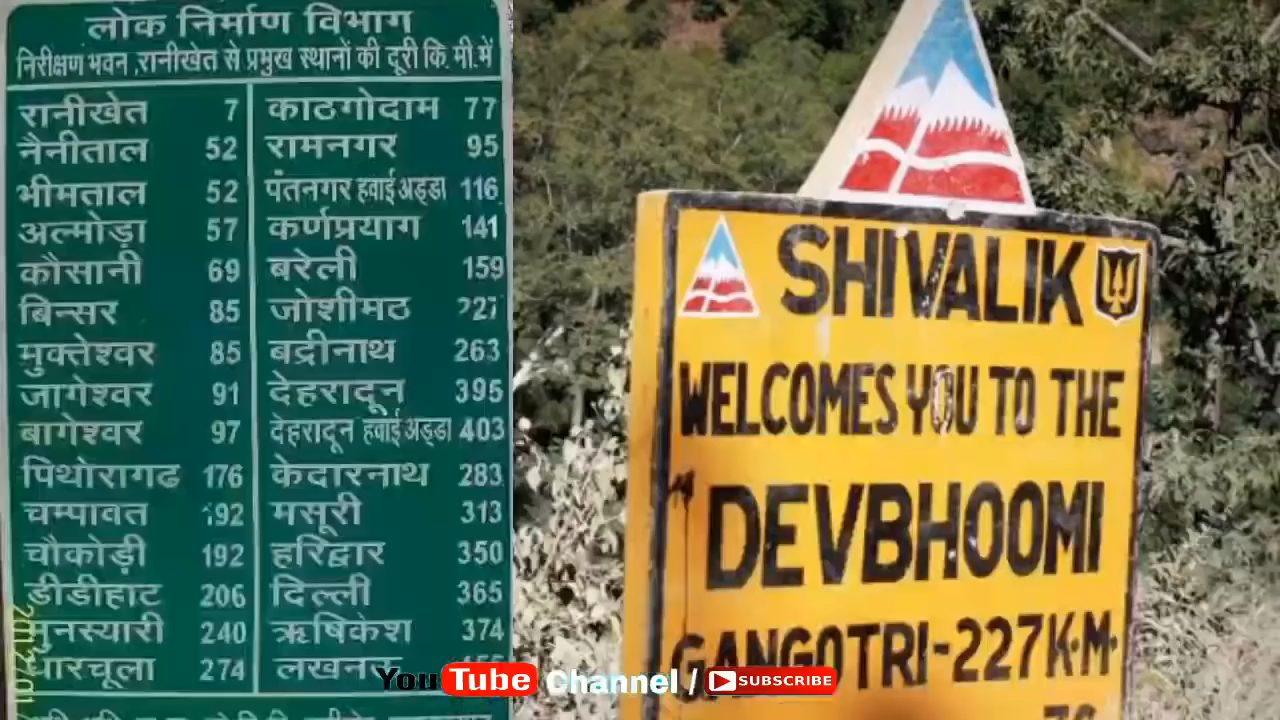 लोक निर्माण विभाग
निरीक्षण भवन ,रानीखेत से प्रमुख स्थानों की दूरी कि. मी. में
रानीखेत 7 काठगोदाम 77
नैनीताल 52 रामनगर 95
भीमताल 52 पंतनगर हवाई अड्डा 116
अल्मोड़ा 57 कर्णप्रयाग 141
कौसानी 69 बरेली 159
बिन्सर 85 जोशीमठ 227
मुक्तेश्वर 85 बद्रीनाथ 263
जागेश्वर 91 देहरादून 395
बागेश्वर 97 देहरादून हवाई अड्डा 403
पिथोरागढ 176 केदारनाथ 283
चम्पावत 192 मसूरी 313
चौकोड़ी 192 हरिद्वार 350
डीडीहाट 206 दिल्ली 365
मुनस्यारी 240 ऋषिकेश 374
धारचूला 274 लखनऊ
SHIVALIK
WELCOMES YOU TO THE
DEVBHOOMI
GANGOTRI-227K.M.
YouTube Channel / SUBSCRIBE